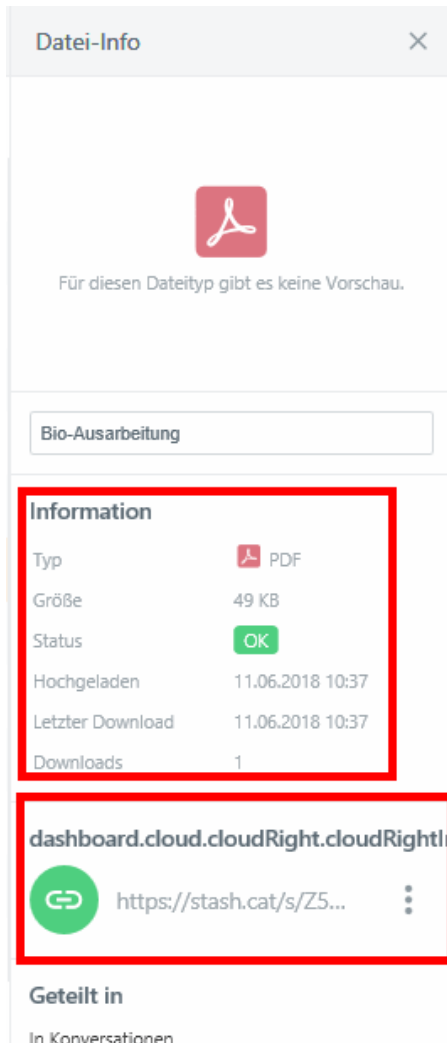 Datei-Info
Für diesen Dateityp gibt es keine Vorschau.
Bio-Ausarbeitung
Information
Typ PDF
Größe 49 KB
Status OK
Hochgeladen 11.06.2018 10:37
Letzter Download 11.06.2018 10:37
Downloads 1
dashboard.cloud.cloudRight.cloudRightI
https://stash.cat/s/Z5...
Geteilt in
In Konversationen